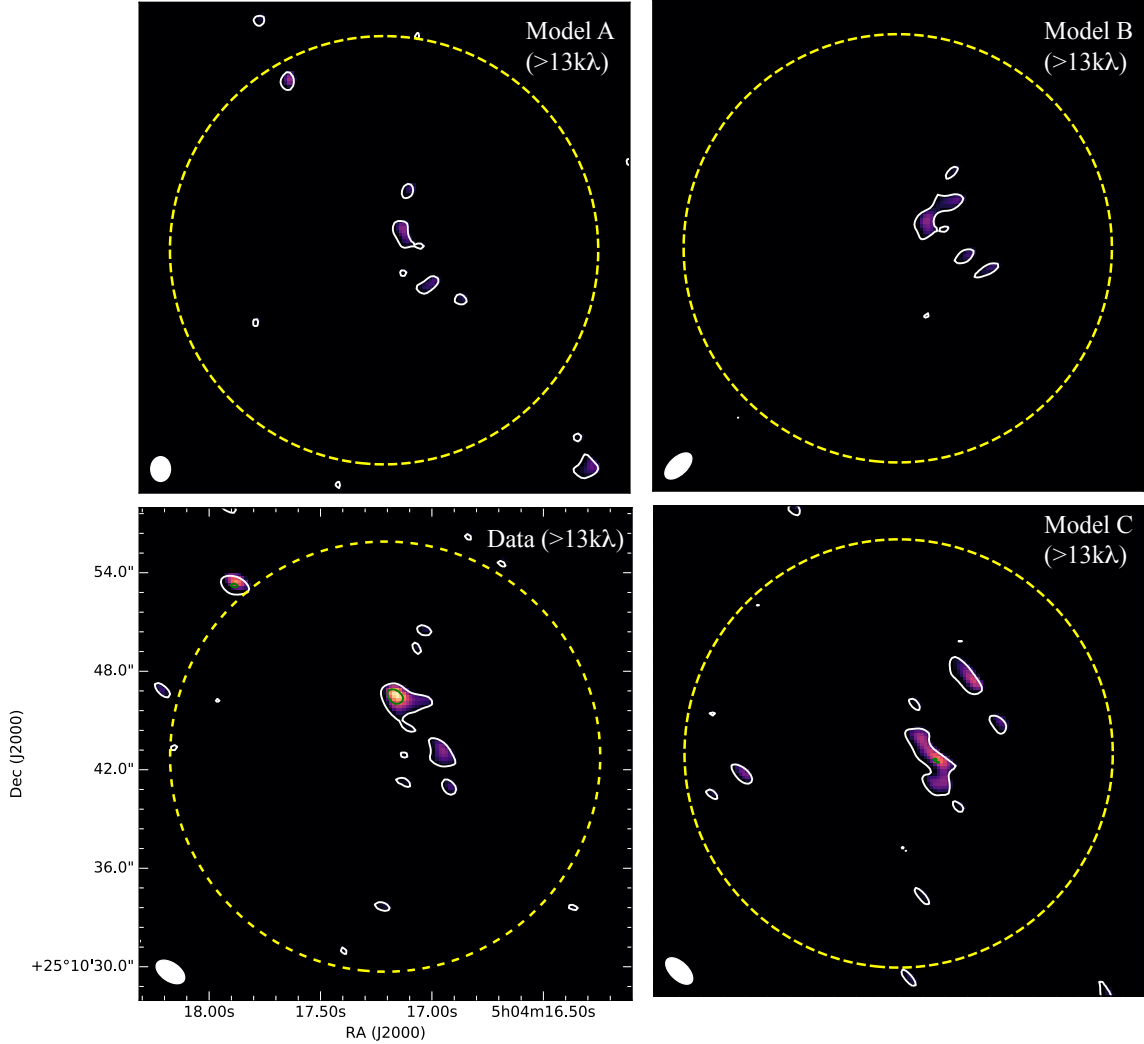 Model A
(>13kλ)
Model B
(>13kλ)
Data (>13kλ)
Model C
(>13kλ)
54.0"
48.0"
42.0"
36.0"
+25°10'30.0"
Dec (J2000)
18.00s
17.50s
17.00s
5h04m16.50s
RA (J2000)